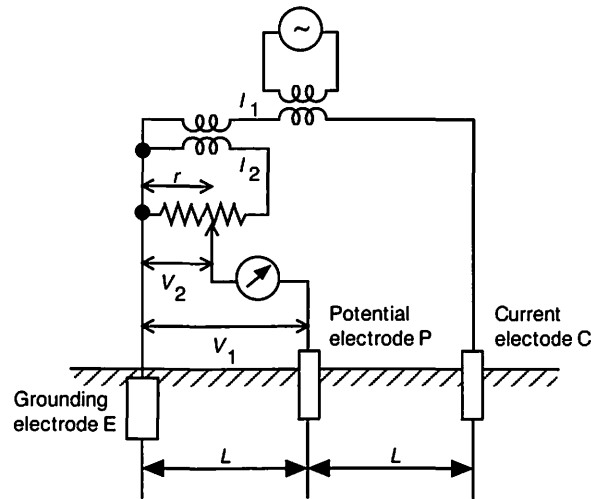 ~
I1
I2
r
V2
V1
Potential
electrode P
Current
electode C
Grounding
electrode E
L
L